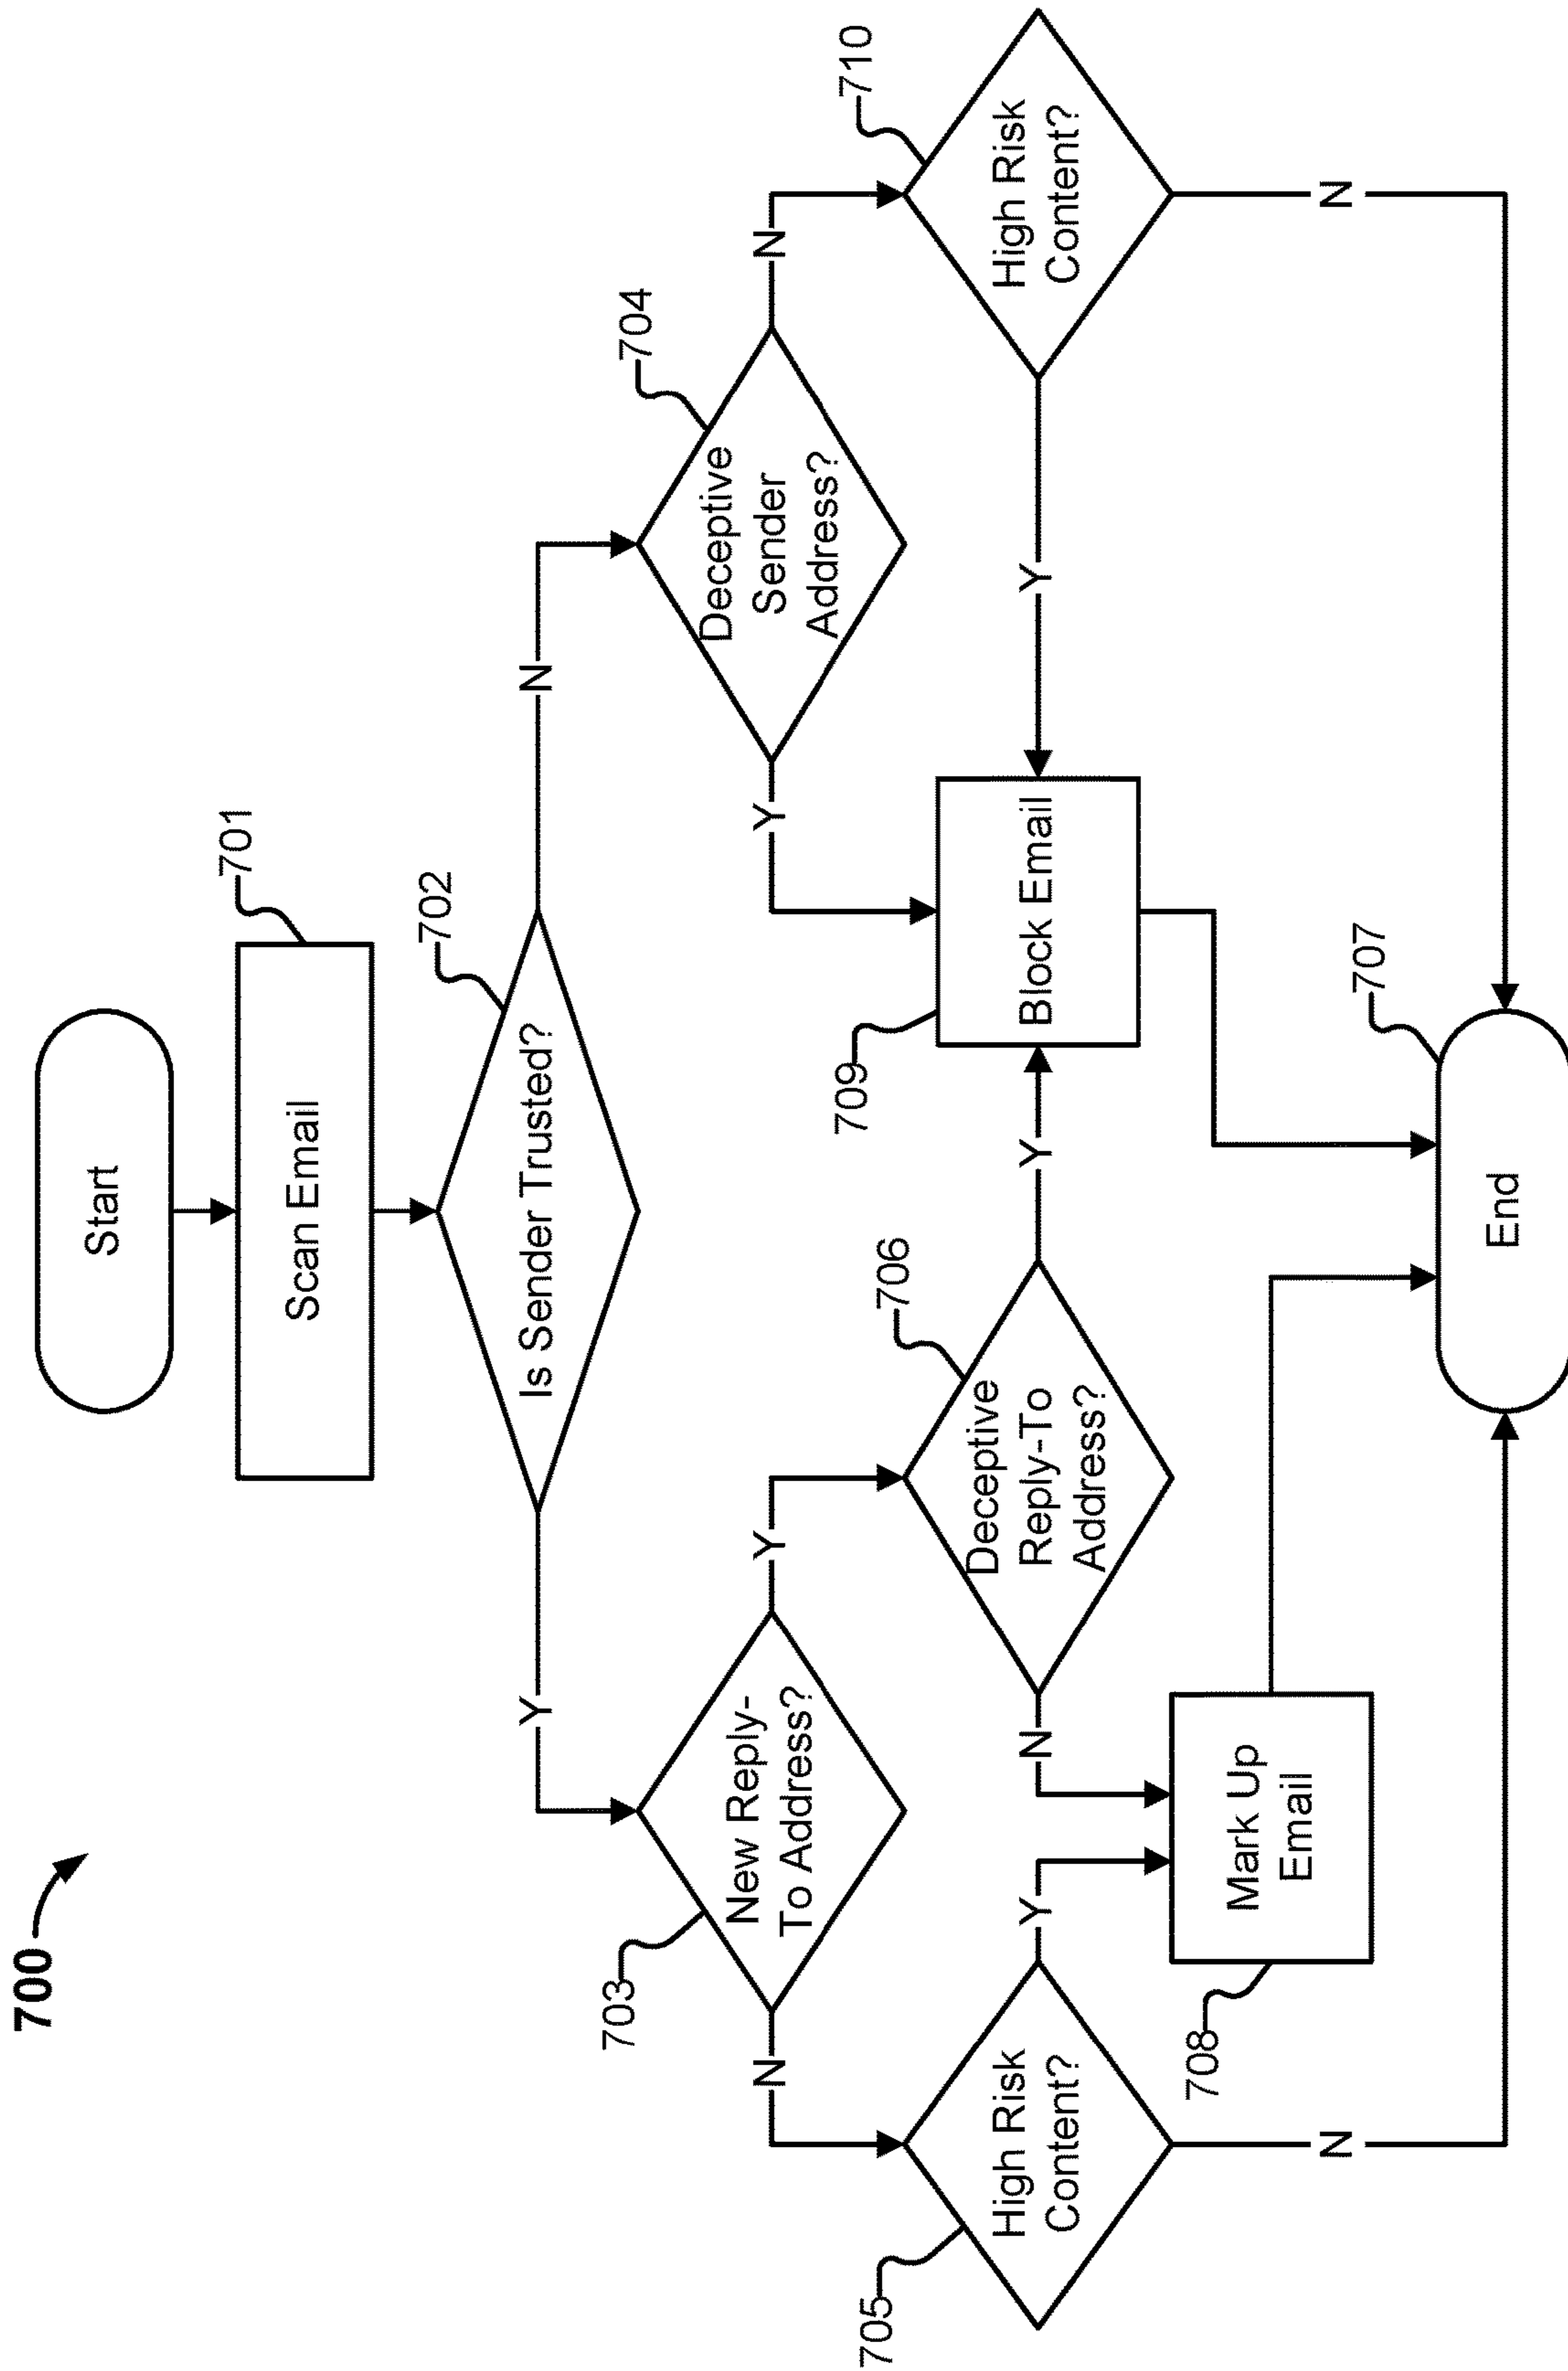 700
Start
Scan Email
701
Is Sender Trusted?
702
Y
N
New Reply-
To Address?
703
Deceptive
Sender
Address?
704
N
Y
Y
N
High Risk
Content?
705
Deceptive
Reply-To
Address?
706
Block Email
709
High Risk
Content?
710
Y
N
Y
Y
Mark Up
Email
708
N
N
End
707